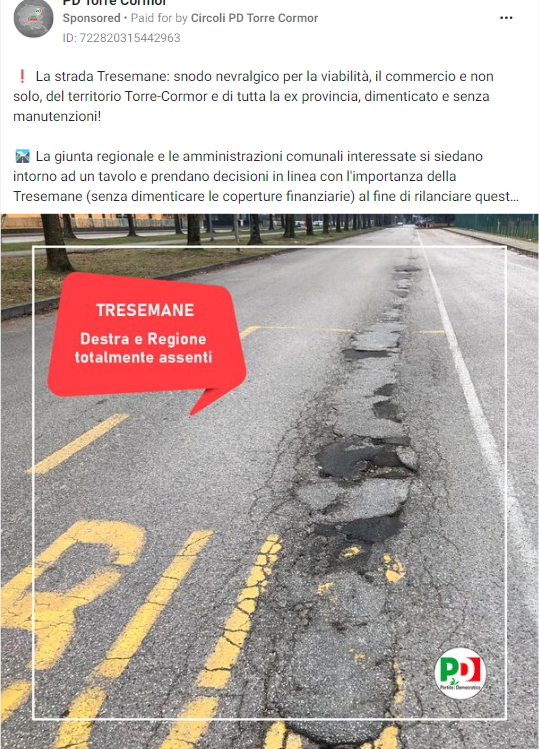 PD Torre Cormor
Sponsored • Paid for by Circoli PD Torre Cormor
ID: 722820315442963
❗ La strada Tresemane: snodo nevralgico per la viabilità, il commercio e non
solo, del territorio Torre-Cormor e di tutta la ex provincia, dimenticato e senza
manutenzioni!
🛣️ La giunta regionale e le amministrazioni comunali interessate si siedano
intorno ad un tavolo e prendano decisioni in linea con l'importanza della
Tresemane (senza dimenticare le coperture finanziarie) al fine di rilanciare quest...
TRESEMANE
Destra e Regione
totalmente assenti
PD
Partito Democratico